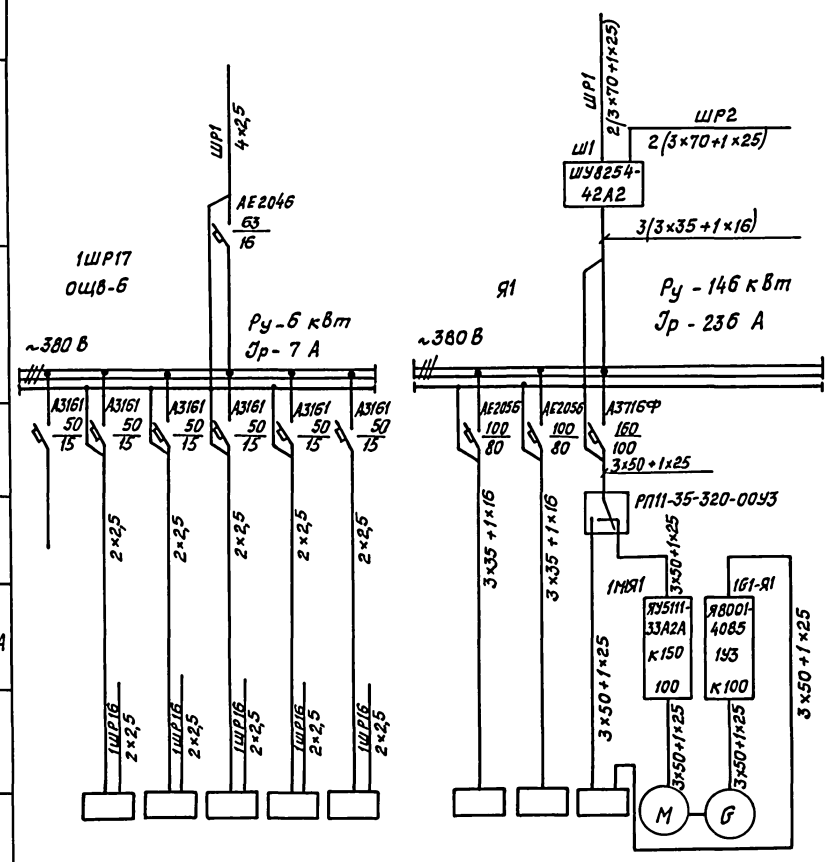 ШР1
4×2,5
АЕ2046
63
16
1ШР17
ОЩВ-6
Ру-6 кВт
Jр-7 А
~380 В
А3161
50
15
А3161
50
15
А3161
50
15
А3161
50
15
А3161
50
15
А3161
50
15
2×2,5
2×2,5
2×2,5
2×2,5
2×2,5
1ШР16
2×2,5
1ШР16
2×2,5
1ШР16
2×2,5
1ШР16
2×2,5
1ШР16
2×2,5
А
ШР1
2(3×70+1×25)
ШР2
2(3×70+1×25)
Ш1
ШУ8254-
42А2
3(3×35+1×16)
Я1
Ру-146 кВт
Jр-236 А
~380 В
АЕ2056
100
80
АЕ2056
100
80
А3716Ф
160
100
3×50+1×25
РП11-35-320-00У3
3×35+1×16
3×35+1×16
3×50+1×25
1МЯ1
3×50+1×25
1G1-Я1
ЯУ5111-
33А2А
К150
100
Я8001-
4085
1У3
К100
3×50+1×25
3×50+1×25
3×50+1×25
М
G